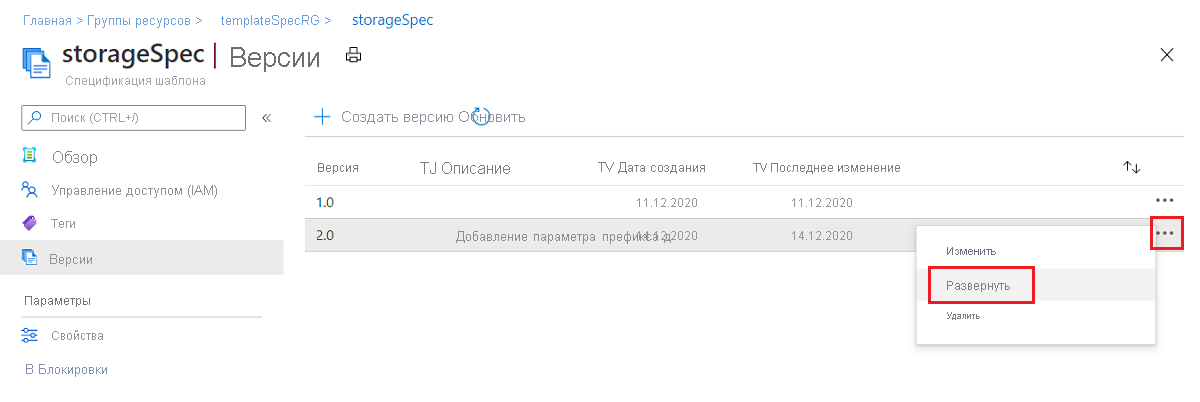 Главная > Группы ресурсов > templateSpecRG > storageSpec
storageSpec | Версии
Спецификация шаблона
Поиск (CTRL+/)
«
Создать версию Обновить
Обзор
Управление доступом (IAM)
Теги
Версии
Параметры
Свойства
В Блокировки
Версия TJ Описание TV Дата создания TV Последнее изменение
1.0 11.12.2020 11.12.2020
2.0 Добавление параметра префикса д 14.12.2020 14.12.2020
Изменить
Развернуть
Удалить